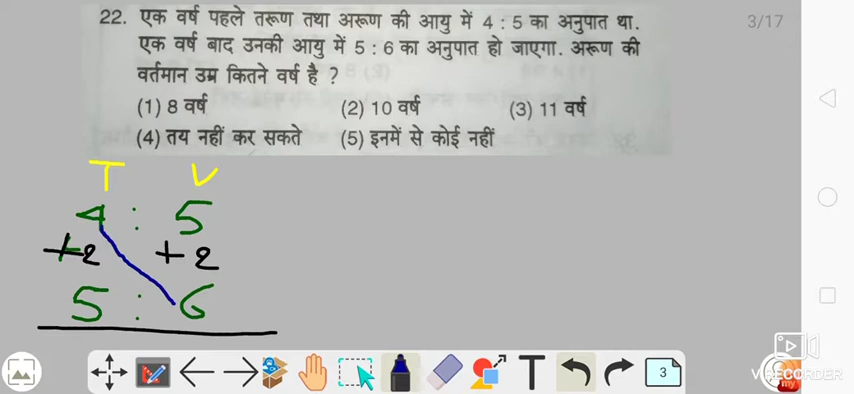 3/17
22. एक वर्ष पहले तरूण तथा अरूण की आयु में 4 : 5 का अनुपात था.
एक वर्ष बाद उनकी आयु में 5 : 6 का अनुपात हो जाएगा. अरूण की
वर्तमान उम्र कितने वर्ष है ?
(1) 8 वर्ष (2) 10 वर्ष (3) 11 वर्ष
(4) तय नहीं कर सकते (5) इनमें से कोई नहीं
T V
4 : 5
+2 +2
5 : 6
T 3
VIDEORECORDER
my